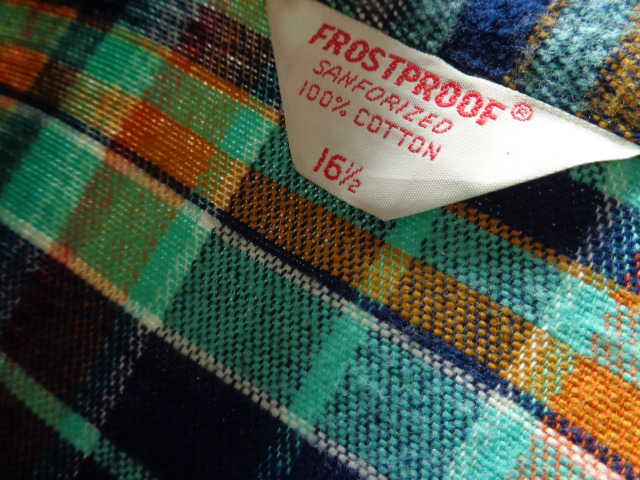 FROSTPROOF®
SANFORIZED
100% COTTON
16½